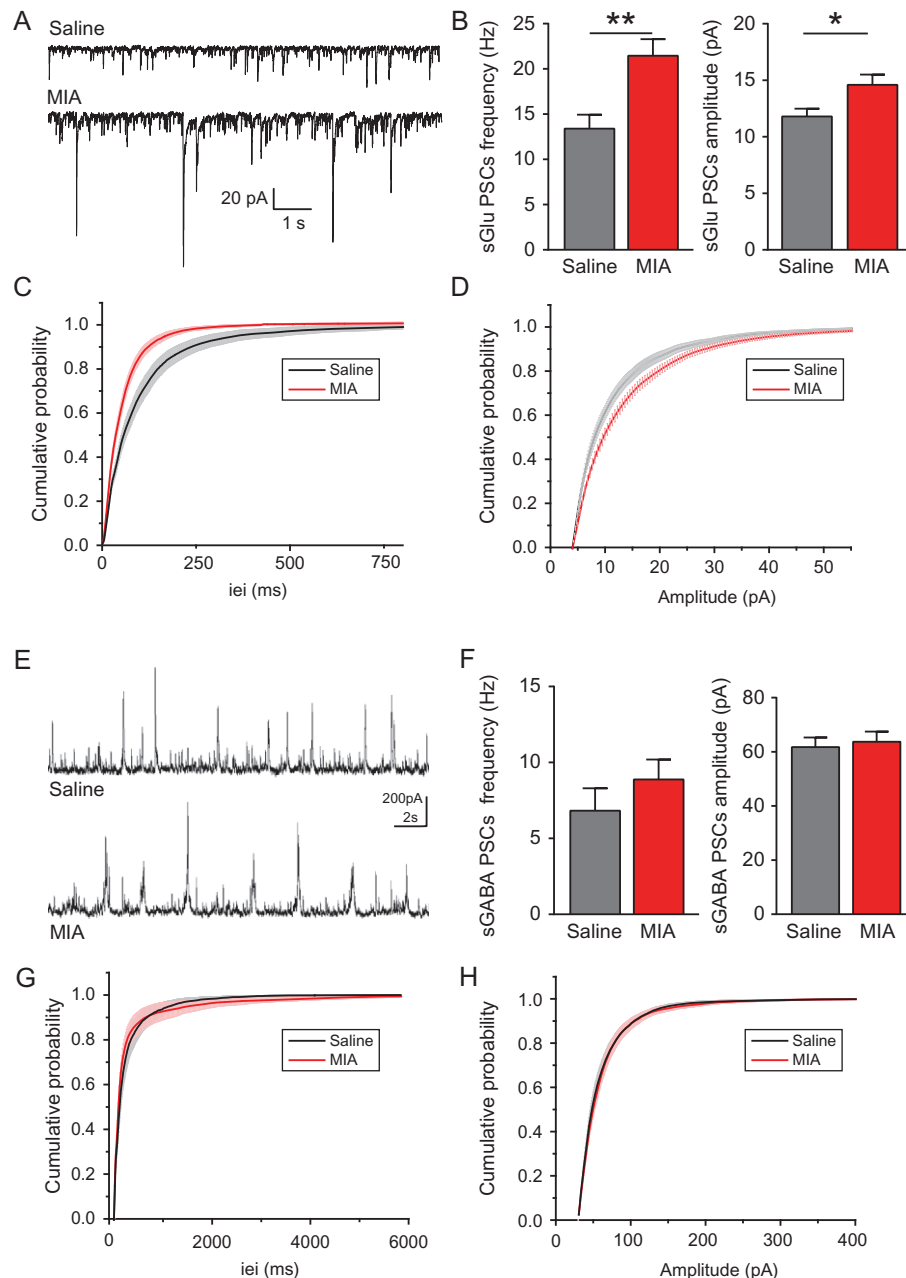 A
Saline
MIA
20 pA
1 s
B
sGlu PSCs frequency (Hz)
25
20
15
10
5
0
**
Saline MIA
sGlu PSCs amplitude (pA)
20
15
10
5
0
*
Saline MIA
C
Cumulative probability
1.0
0.8
0.6
0.4
0.2
0.0
Saline
MIA
0 250 500 750
iei (ms)
D
Cumulative probability
1.0
0.8
0.6
0.4
0.2
0.0
Saline
MIA
10 20 30 40 50
Amplitude (pA)
E
Saline
200pA
2s
MIA
F
sGABA PSCs frequency (Hz)
15
10
5
0
Saline MIA
sGABA PSCs amplitude (pA)
80
60
40
20
0
Saline MIA
G
Cumulative probability
1.0
0.8
0.6
0.4
0.2
0.0
Saline
MIA
0 2000 4000 6000
iei (ms)
H
Cumulative probability
1.0
0.8
0.6
0.4
0.2
0.0
Saline
MIA
0 100 200 300 400
Amplitude (pA)